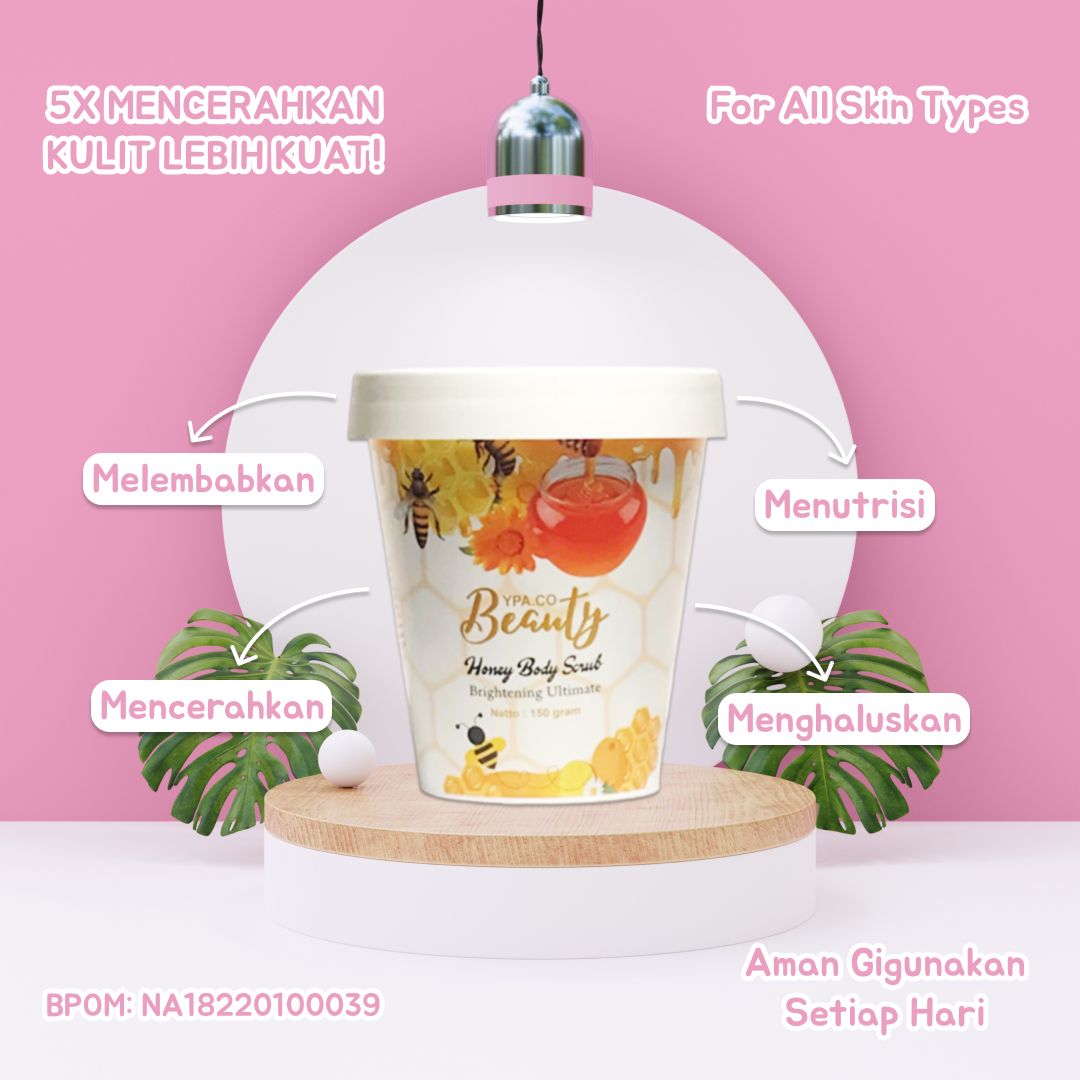 5X MENCERAHKAN
KULIT LEBIH KUAT!
For All Skin Types
Melembabkan
Menutrisi
YPA.CO
Beauty
Honey Body Scrub
Brightening Ultimate
Netto : 150 gram
Mencerahkan
Menghaluskan
Aman Gigunakan
Setiap Hari
BPOM: NA18220100039